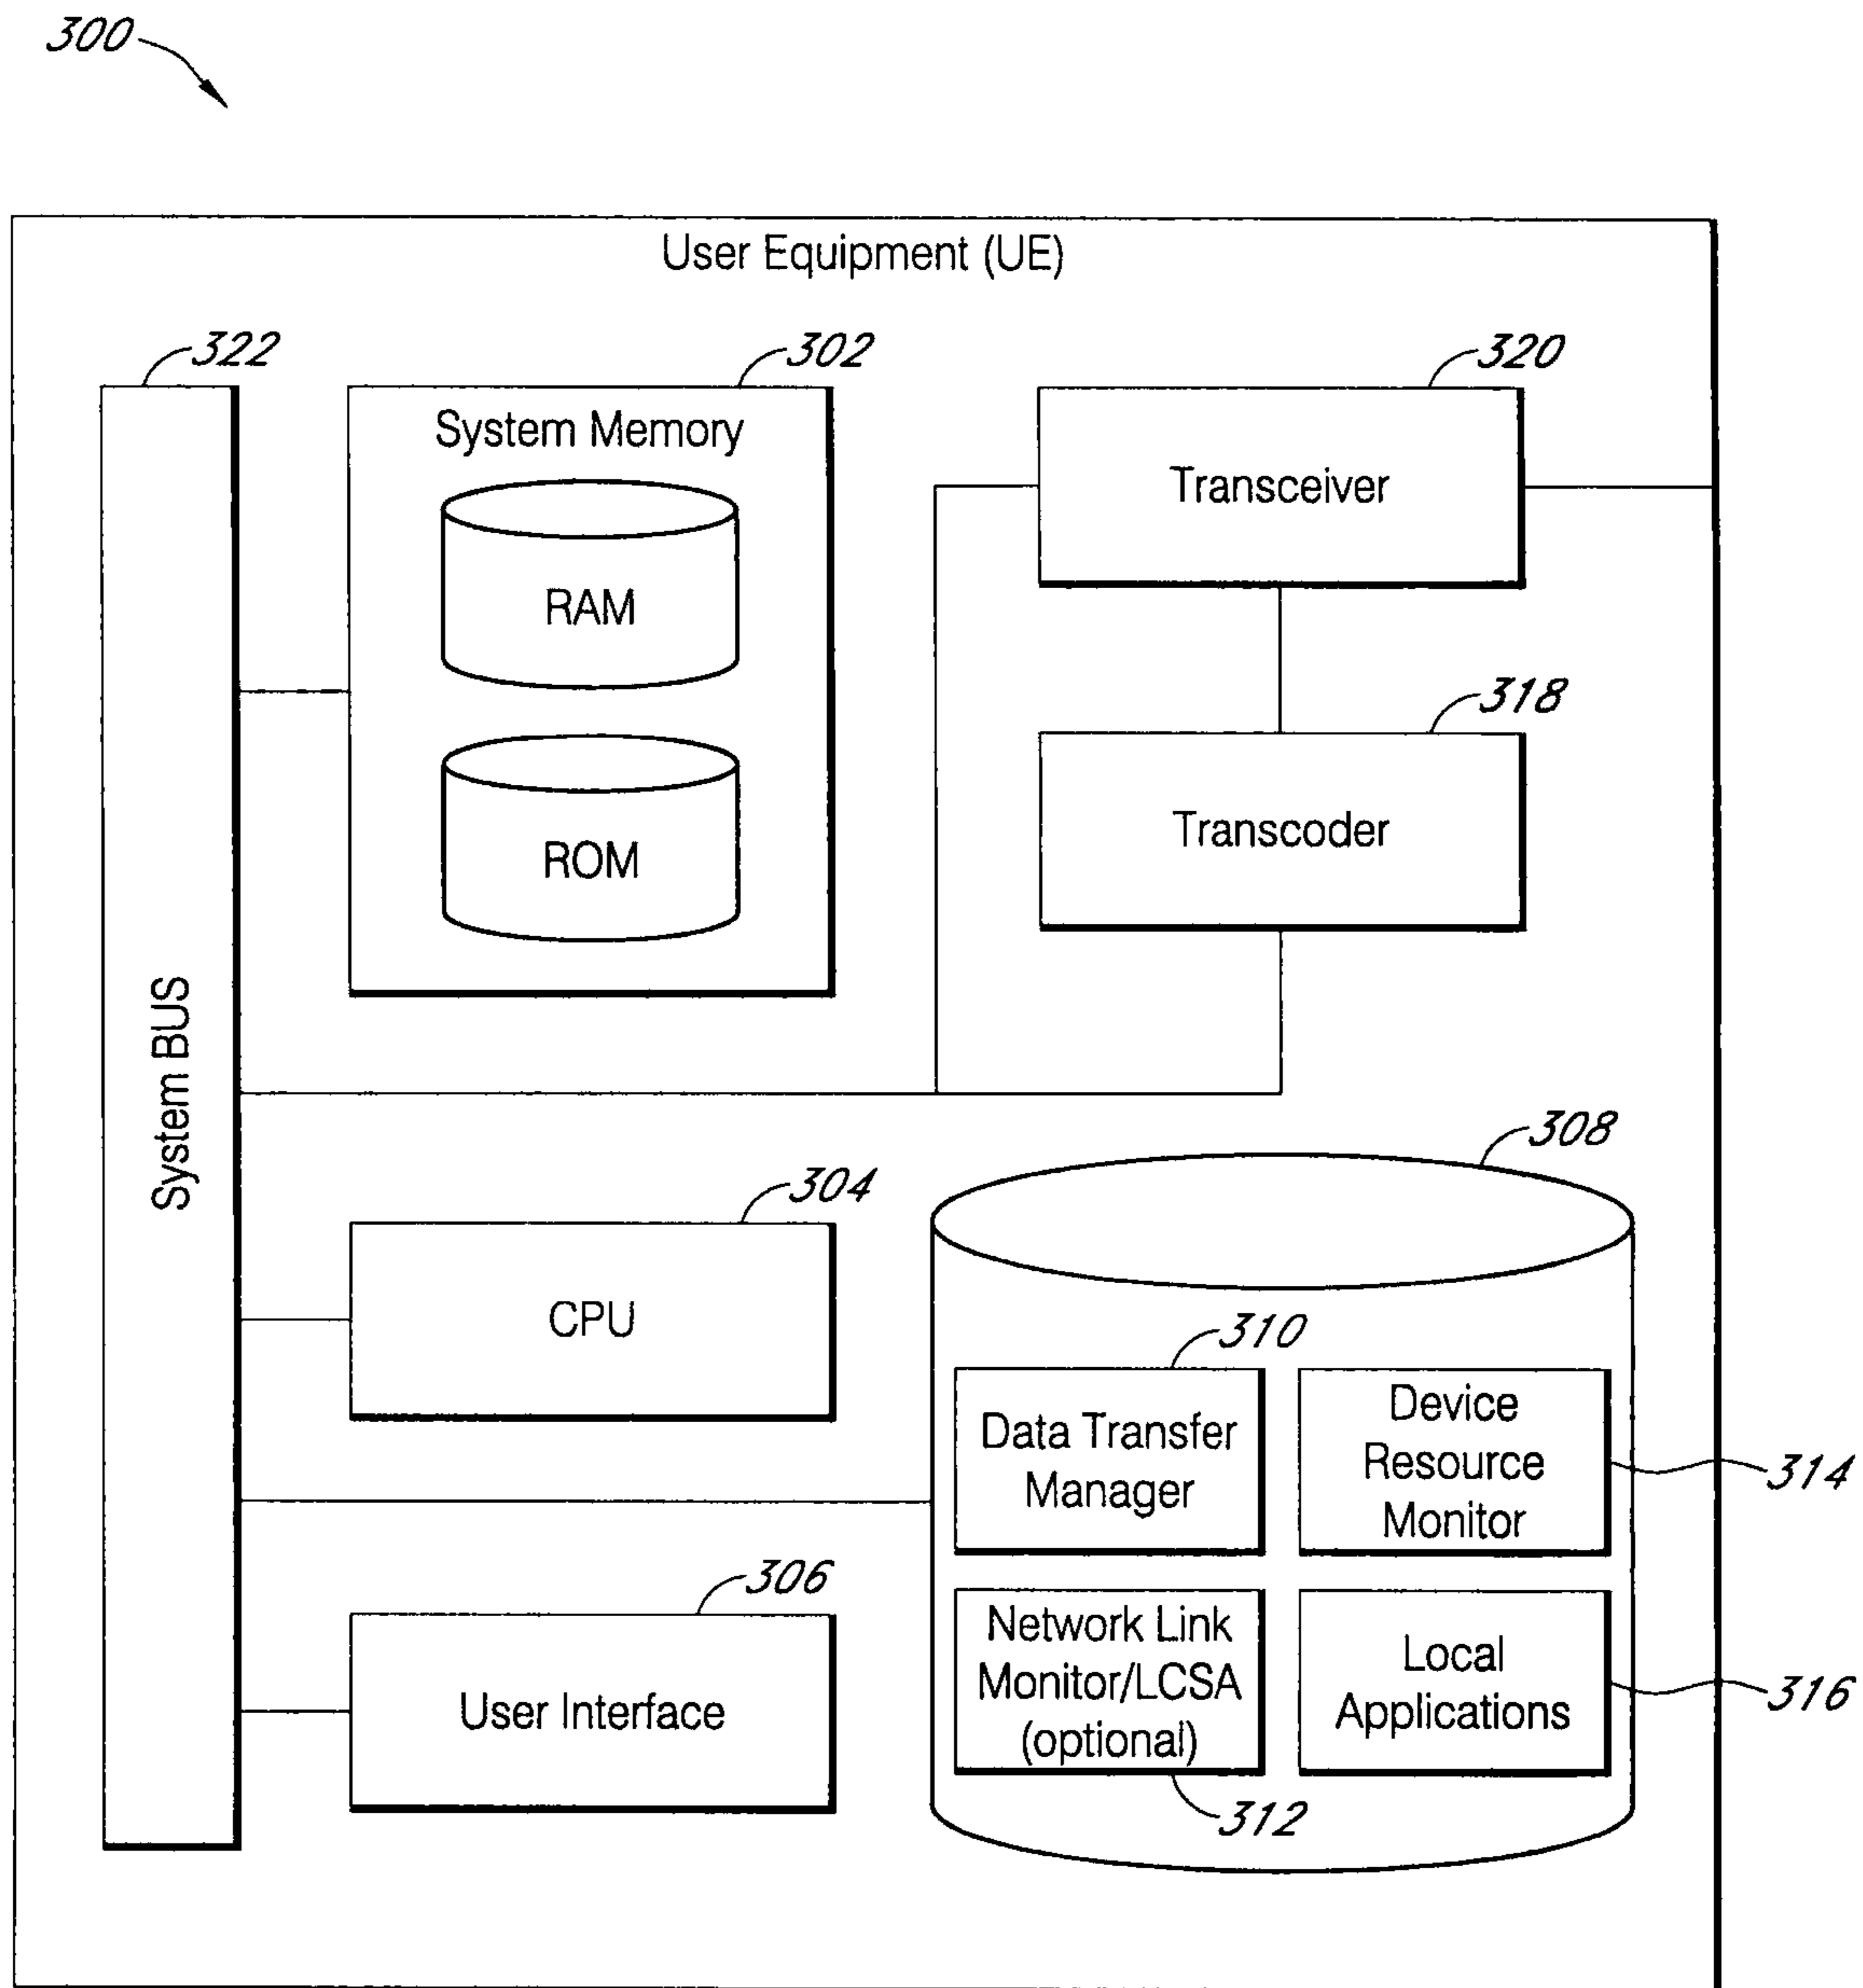 300
User Equipment (UE)
322
302
320
System Memory
RAM
ROM
Transceiver
318
Transcoder
System BUS
304
CPU
308
310
Data Transfer
Manager
Device
Resource
Monitor
314
306
User Interface
Network Link
Monitor/LCSA
(optional)
312
Local
Applications
316